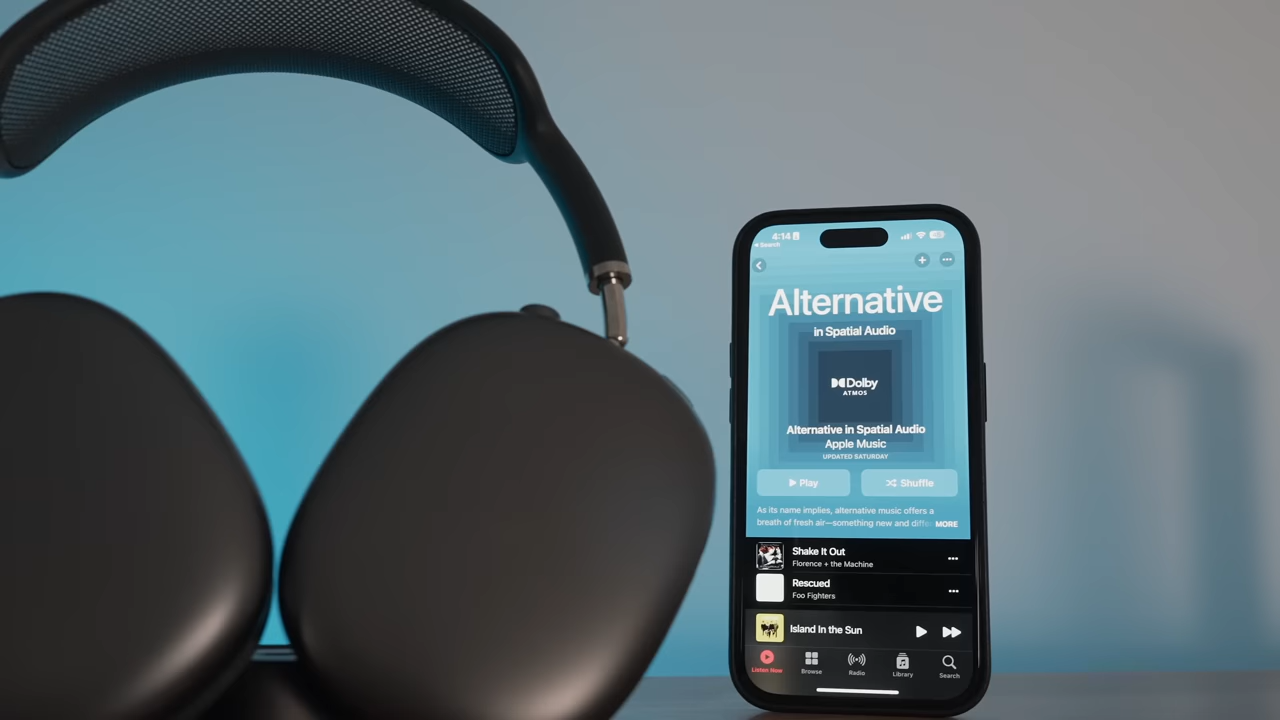 4:14
Search
Alternative
in Spatial Audio
Dolby
ATMOS
Alternative in Spatial Audio
Apple Music
UPDATED SATURDAY
Play
Shuffle
As its name implies, alternative music offers a
breath of fresh air—something new and diffe
MORE
Shake It Out
Florence + the Machine
Rescued
Foo Fighters
Island In the Sun
Listen Now
Browse
Radio
Library
Search